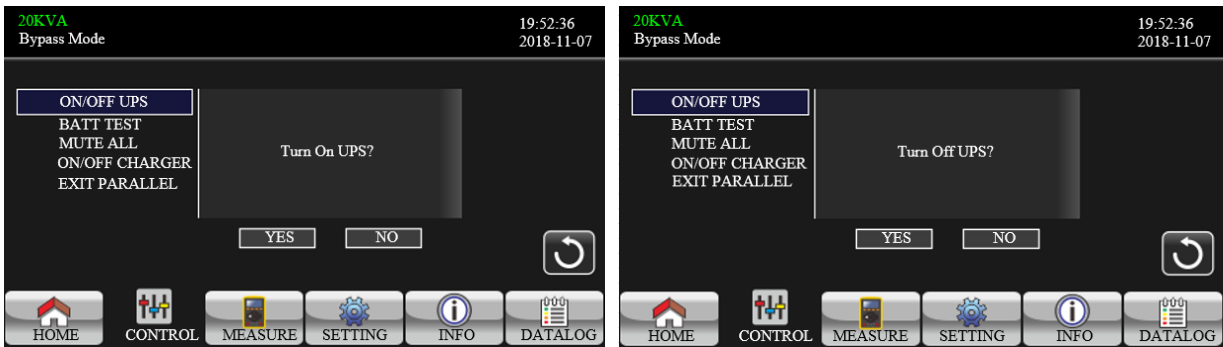 20KVA
Bypass Mode
19:52:36
2018-11-07
ON/OFF UPS
BATT TEST
MUTE ALL
ON/OFF CHARGER
EXIT PARALLEL
Turn On UPS?
YES NO
HOME CONTROL MEASURE SETTING INFO DATALOG
20KVA
Bypass Mode
19:52:36
2018-11-07
ON/OFF UPS
BATT TEST
MUTE ALL
ON/OFF CHARGER
EXIT PARALLEL
Turn Off UPS?
YES NO
HOME CONTROL MEASURE SETTING INFO DATALOG